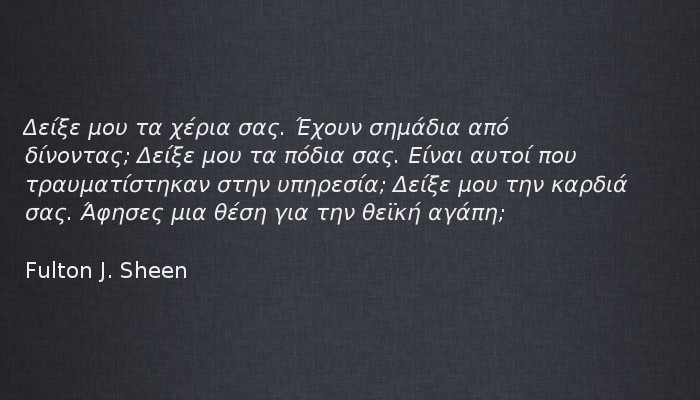 Δείξε μου τα χέρια σας. Έχουν σημάδια από
δίνοντας; Δείξε μου τα πόδια σας. Είναι αυτοί που
τραυματίστηκαν στην υπηρεσία; Δείξε μου την καρδιά
σας. Άφησες μια θέση για την θεϊκή αγάπη;
Fulton J. Sheen